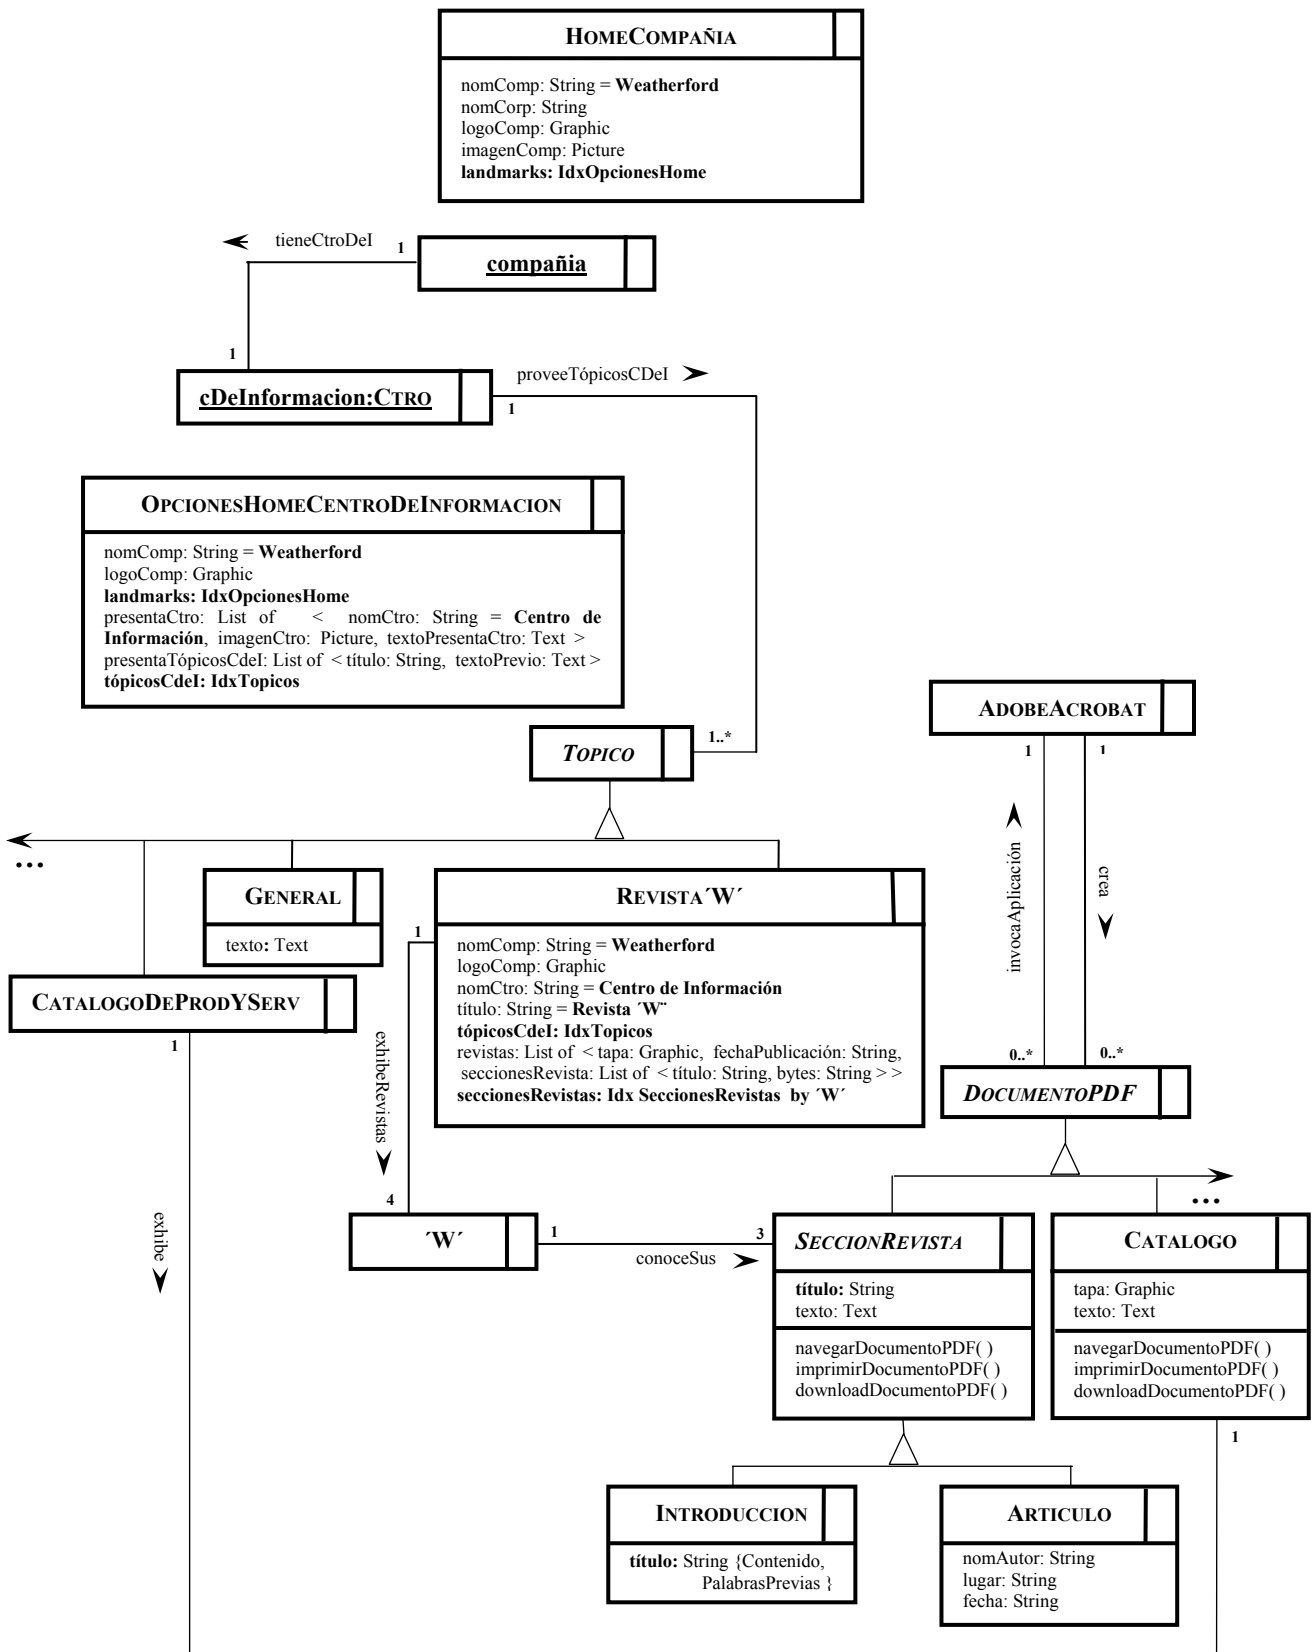 HOMECOMPAÑIA
nomComp: String = Weatherford
nomCorp: String
logoComp: Graphic
imagenComp: Picture
landmarks: IdxOpcionesHome
tieneCtroDeI
1
compañia
1
cDeInformacion:CTRO
proveeTópicosCDeI
1
OPCIONESHOMECENTRODEINFORMACION
nomComp: String = Weatherford
logoComp: Graphic
landmarks: IdxOpcionesHome
presentaCtro: List of < nomCtro: String = Centro de
Información, imagenCtro: Picture, textoPresentaCtro: Text >
presentaTópicosCdeI: List of < título: String, textoPrevio: Text >
tópicosCdeI: IdxTopicos
ADOBEACROBAT
1
1
TOPICO
1..*
...
GENERAL
texto: Text
CATALOGODEPRODYSERV
1
REVISTA´W´
nomComp: String = Weatherford
logoComp: Graphic
nomCtro: String = Centro de Información
título: String = Revista ´W¨
tópicosCdeI: IdxTopicos
revistas: List of < tapa: Graphic, fechaPublicación: String,
seccionesRevista: List of < título: String, bytes: String > >
seccionesRevistas: Idx SeccionesRevistas by ´W´
1
exhibeRevistas
4
invocaAplicación
crea
0..*
0..*
DOCUMENTOPDF
...
exhibe
´W´
1
conoceSus
3
SECCIONREVISTA
título: String
texto: Text
navegarDocumentoPDF( )
imprimirDocumentoPDF( )
downloadDocumentoPDF( )
CATALOGO
tapa: Graphic
texto: Text
navegarDocumentoPDF( )
imprimirDocumentoPDF( )
downloadDocumentoPDF( )
1
INTRODUCCION
título: String {Contenido,
PalabrasPrevias }
ARTICULO
nomAutor: String
lugar: String
fecha: String